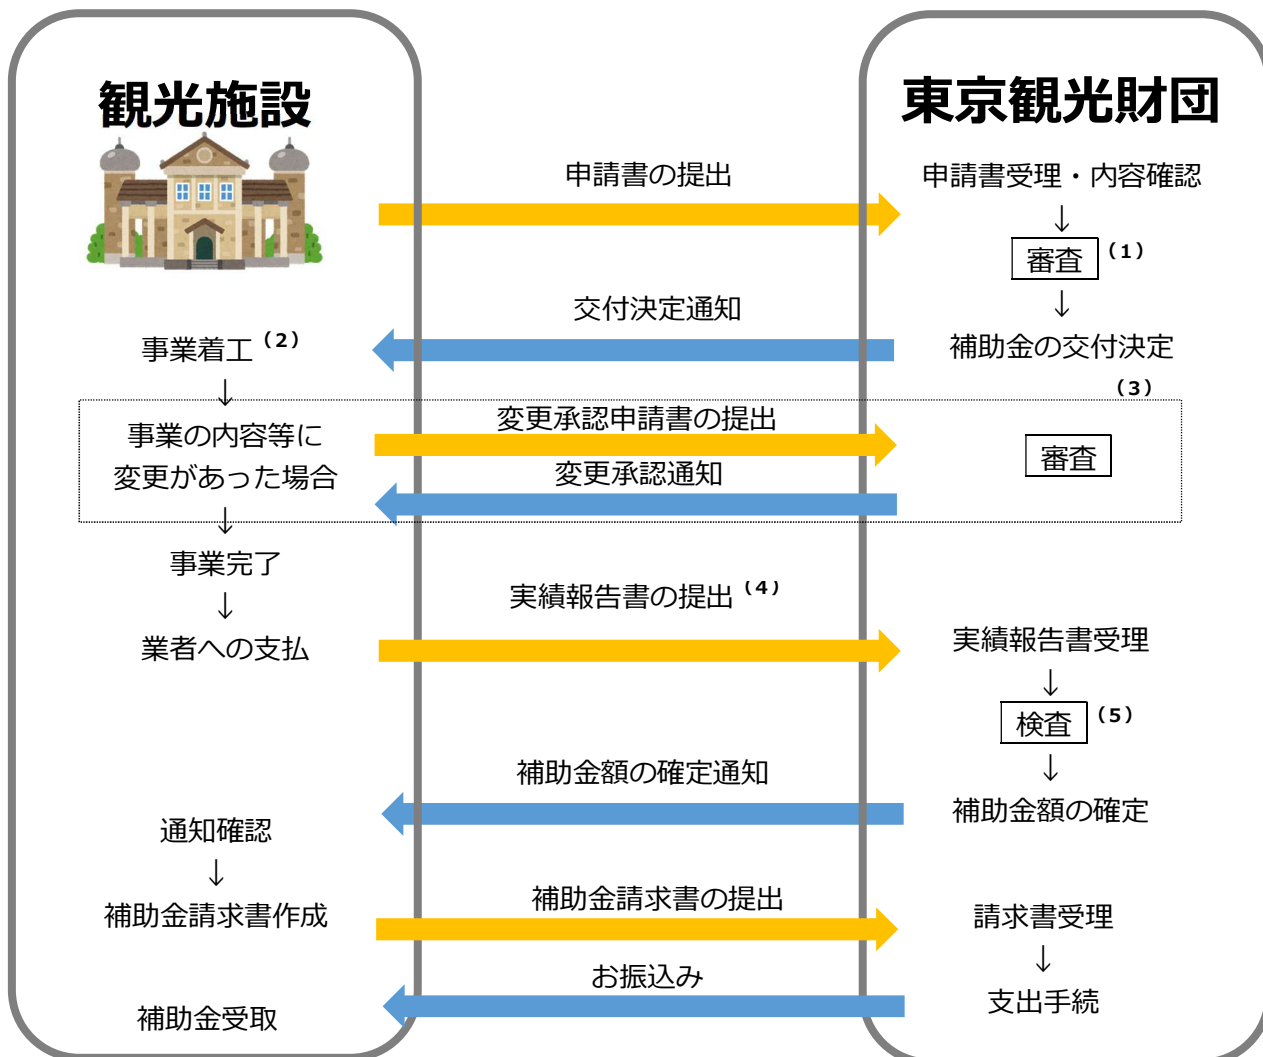 観光施設
東京観光財団
申請書の提出
申請書受理・内容確認
↓
審査 (1)
↓
交付決定通知
補助金の交付決定
事業着工 (2)
↓
(3)
事業の内容等に
変更があった場合
変更承認申請書の提出
変更承認通知
審査
↓
事業完了
↓
業者への支払
実績報告書の提出 (4)
実績報告書受理
↓
検査 (5)
↓
補助金額の確定通知
補助金額の確定
通知確認
↓
補助金請求書作成
補助金請求書の提出
請求書受理
↓
お振込み
支出手続
補助金受取